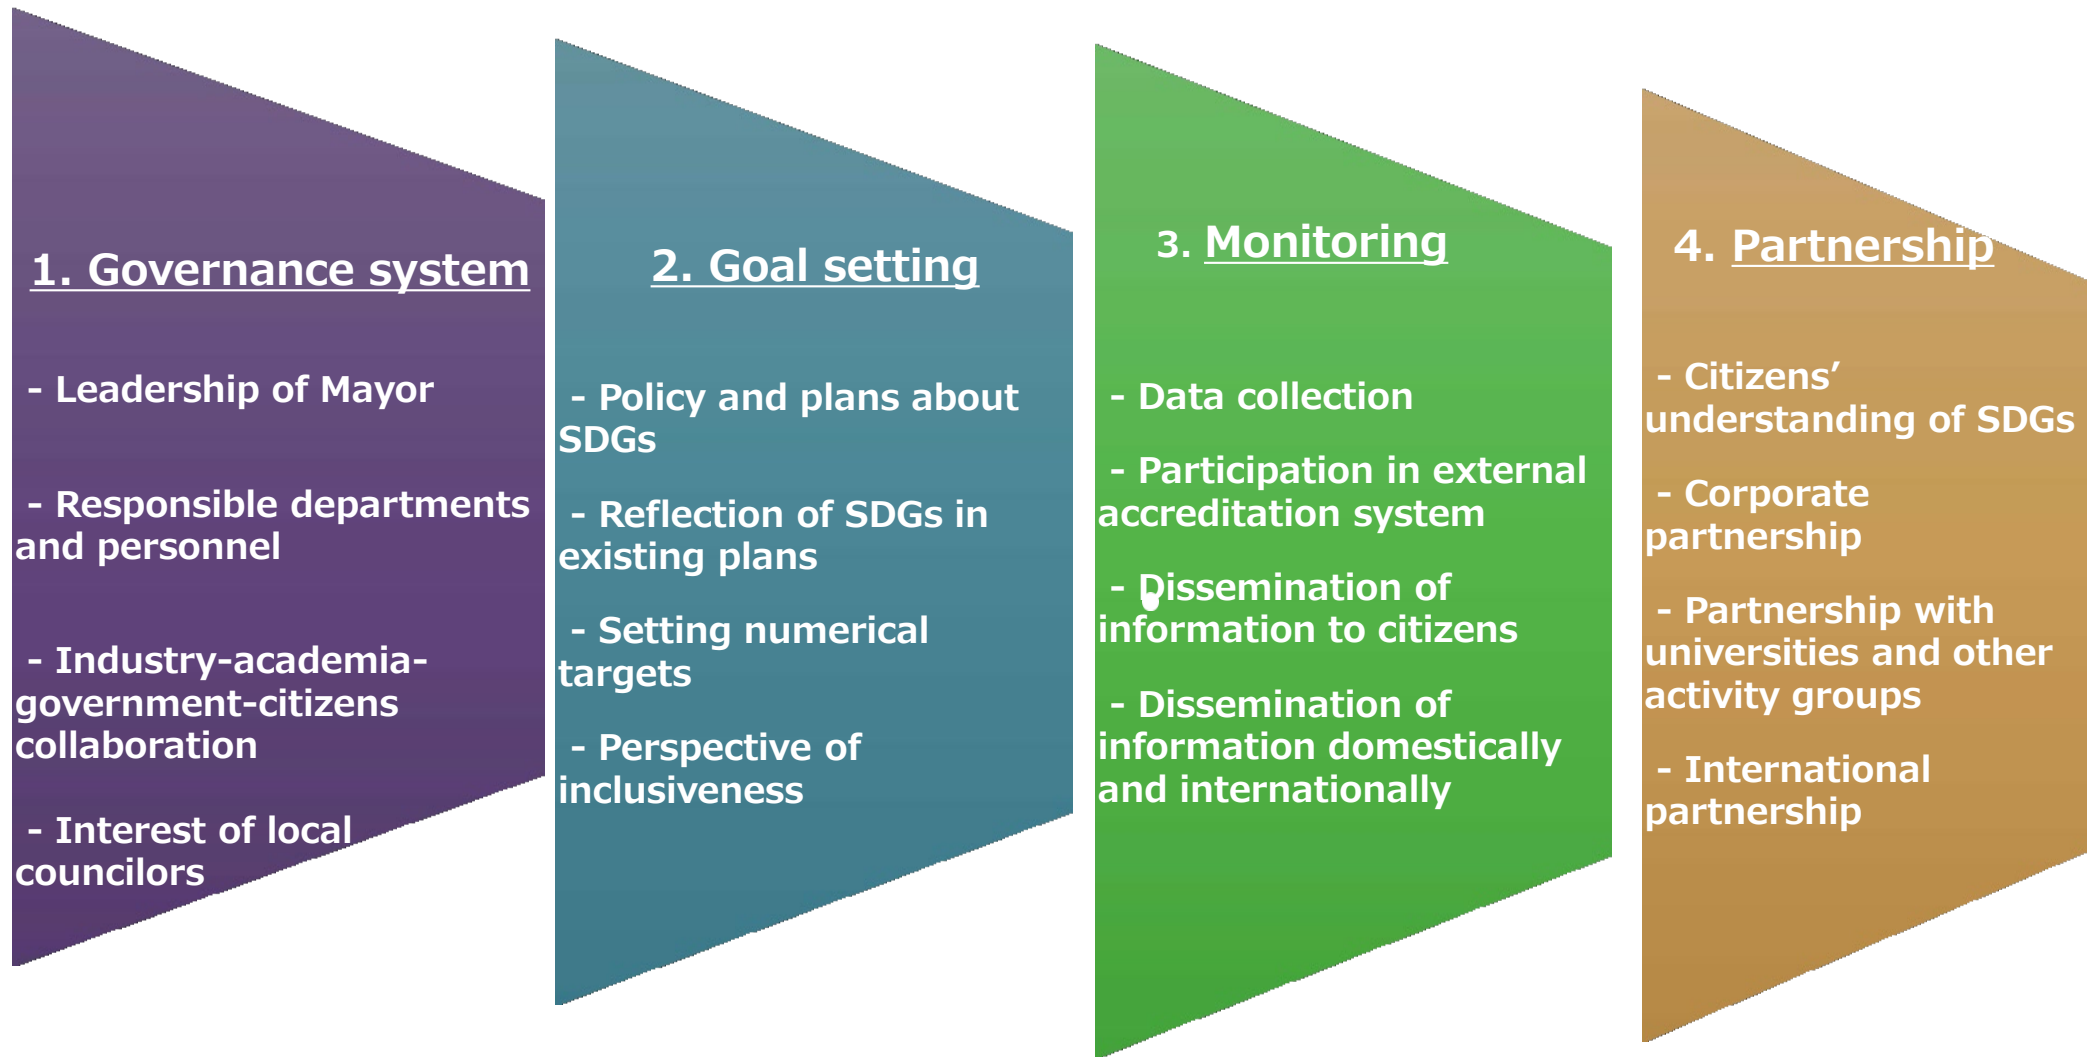 1. Governance system
- Leadership of Mayor
- Responsible departments
and personnel
- Industry-academia-
government-citizens
collaboration
- Interest of local
councilors
2. Goal setting
- Policy and plans about
SDGs
- Reflection of SDGs in
existing plans
- Setting numerical
targets
- Perspective of
inclusiveness
3. Monitoring
- Data collection
- Participation in external
accreditation system
- Dissemination of
information to citizens
- Dissemination of
information domestically
and internationally
4. Partnership
- Citizens’
understanding of SDGs
- Corporate
partnership
- Partnership with
universities and other
activity groups
- International
partnership